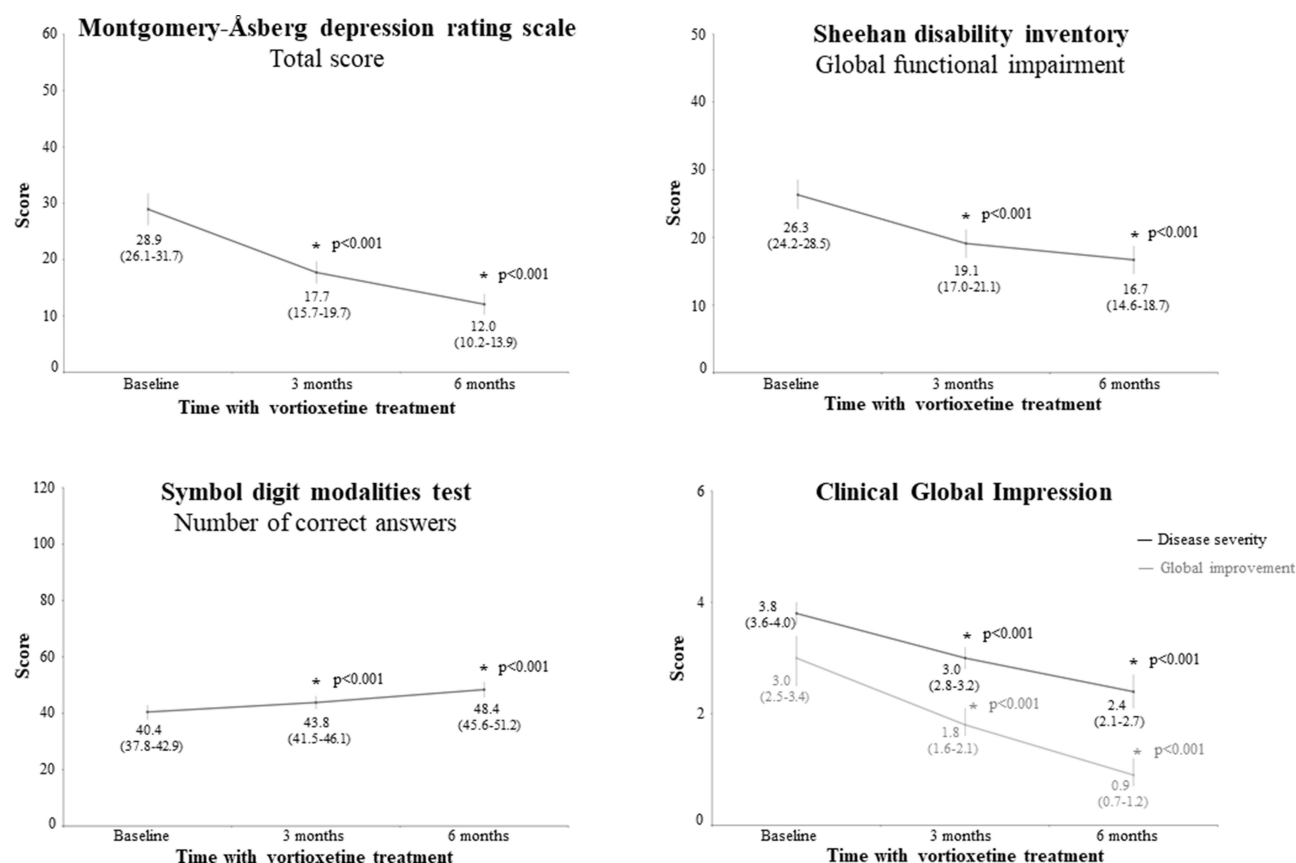 Montgomery-Åsberg depression rating scale
Total score
60
50
40
30
20
10
0
Score
28.9
(26.1-31.7)
* p<0.001
17.7
(15.7-19.7)
* p<0.001
12.0
(10.2-13.9)
Baseline 3 months 6 months
Time with vortioxetine treatment
Sheehan disability inventory
Global functional impairment
50
40
30
20
10
0
Score
26.3
(24.2-28.5)
* p<0.001
19.1
(17.0-21.1)
* p<0.001
16.7
(14.6-18.7)
Baseline 3 months 6 months
Time with vortioxetine treatment
Symbol digit modalities test
Number of correct answers
120
100
80
60
40
20
0
Score
40.4
(37.8-42.9)
* p<0.001
43.8
(41.5-46.1)
* p<0.001
48.4
(45.6-51.2)
Baseline 3 months 6 months
Time with vortioxetine treatment
Clinical Global Impression
Disease severity
Global improvement
6
4
2
0
Score
3.8
(3.6-4.0)
* p<0.001
3.0
(2.8-3.2)
* p<0.001
2.4
(2.1-2.7)
3.0
(2.5-3.4)
* p<0.001
1.8
(1.6-2.1)
* p<0.001
0.9
(0.7-1.2)
Baseline 3 months 6 months
Time with vortioxetine treatment